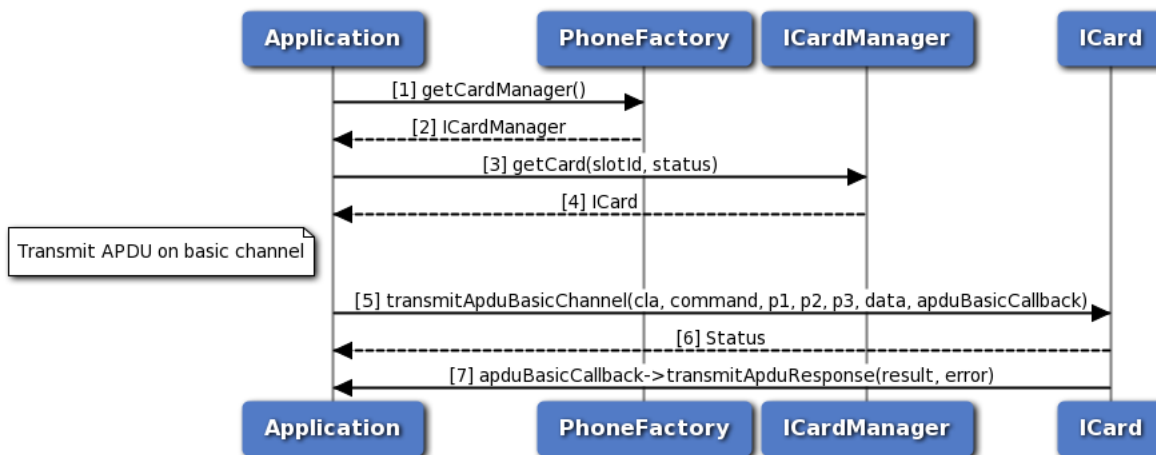 Application PhoneFactory ICardManager ICard
[1] getCardManager()
[2] ICardManager
[3] getCard(slotId, status)
[4] ICard
Transmit APDU on basic channel
[5] transmitApduBasicChannel(cla, command, p1, p2, p3, data, apduBasicCallback)
[6] Status
[7] apduBasicCallback->transmitApduResponse(result, error)
Application PhoneFactory ICardManager ICard